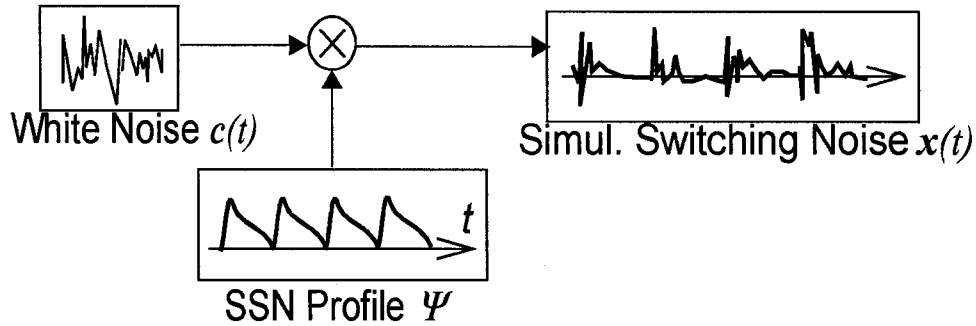 White Noise c(t)
Simul. Switching Noise x(t)
t
SSN Profile Ψ